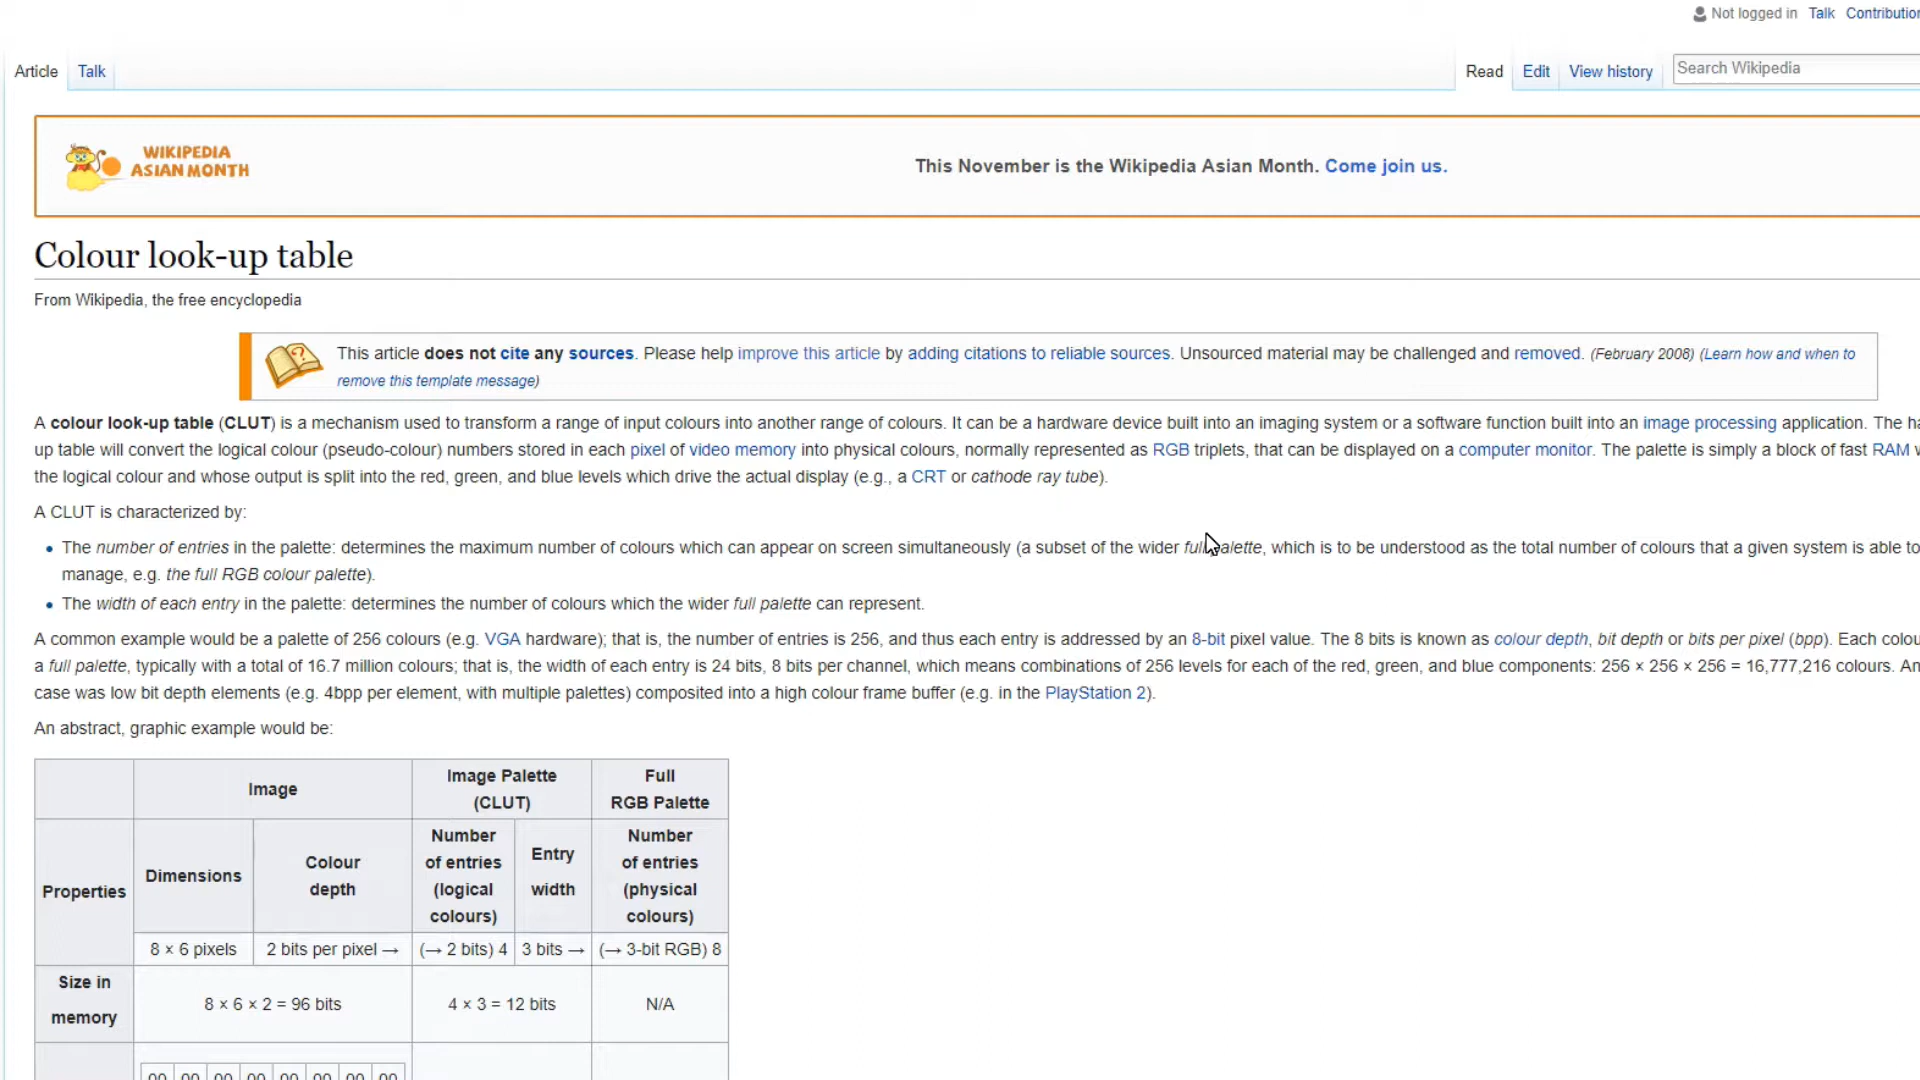 Not logged in Talk
Article Talk Read Edit View history Search Wikipedia
WIKIPEDIA
ASIAN MONTH
This November is the Wikipedia Asian Month. Come join us.
Colour look-up table
From Wikipedia, the free encyclopedia
This article does not cite any sources. Please help improve this article by adding citations to reliable sources. Unsourced material may be challenged and removed. (February 2008) (Learn how and when to
remove this template message)
A colour look-up table (CLUT) is a mechanism used to transform a range of input colours into another range of colours. It can be a hardware device built into an imaging system or a software function built into an image processing application. The
up table will convert the logical colour (pseudo-colour) numbers stored in each pixel of video memory into physical colours, normally represented as RGB triplets, that can be displayed on a computer monitor. The palette is simply a block of fast RAM
the logical colour and whose output is split into the red, green, and blue levels which drive the actual display (e.g., a CRT or cathode ray tube).
A CLUT is characterized by:
• The number of entries in the palette: determines the maximum number of colours which can appear on screen simultaneously (a subset of the wider full palette, which is to be understood as the total number of colours that a given system is able to
manage, e.g. the full RGB colour palette).
• The width of each entry in the palette: determines the number of colours which the wider full palette can represent.
A common example would be a palette of 256 colours (e.g. VGA hardware); that is, the number of entries is 256, and thus each entry is addressed by an 8-bit pixel value. The 8 bits is known as colour depth, bit depth or bits per pixel (bpp). Each
a full palette, typically with a total of 16.7 million colours; that is, the width of each entry is 24 bits, 8 bits per channel, which means combinations of 256 levels for each of the red, green, and blue components: 256 × 256 × 256 = 16,777,216 colours.
case was low bit depth elements (e.g. 4bpp per element, with multiple palettes) composited into a high colour frame buffer (e.g. in the PlayStation 2).
An abstract, graphic example would be:
Image
Image Palette
(CLUT)
Full
RGB Palette
Properties
Dimensions
Colour
depth
Number
of entries
(logical
colours)
Entry
width
Number
of entries
(physical
colours)
8 × 6 pixels 2 bits per pixel → (→ 2 bits) 4 3 bits → (→ 3-bit RGB) 8
Size in
memory
8 × 6 × 2 = 96 bits 4 × 3 = 12 bits N/A